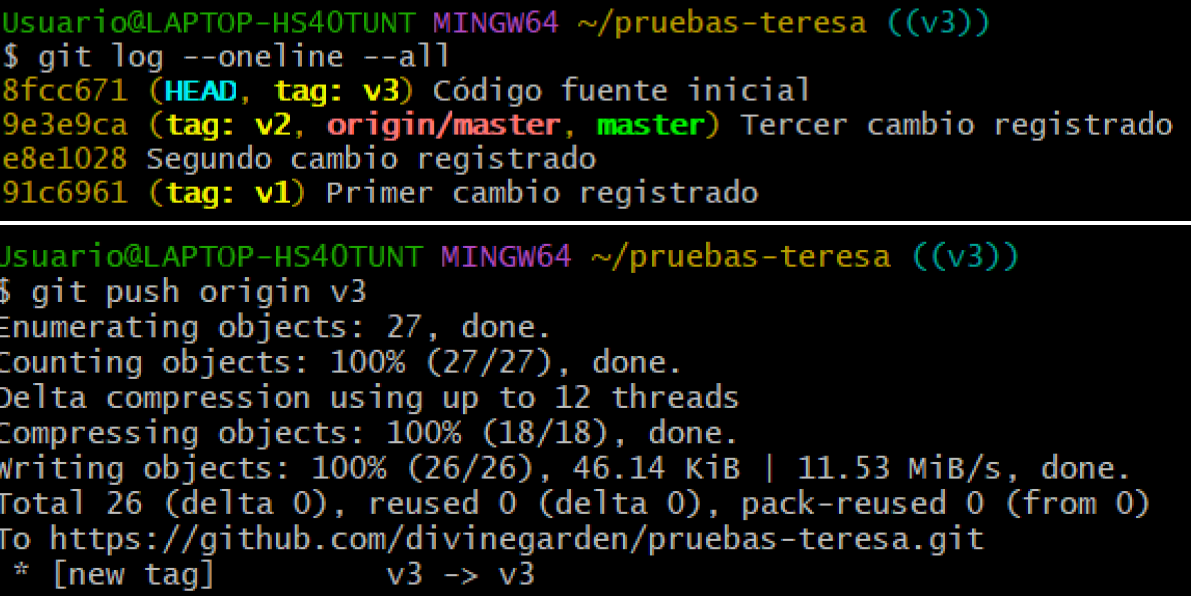 Usuario@LAPTOP-HS40TUNT MINGW64 ~/pruebas-teresa ((v3))
$ git log --oneline --all
8fcc671 (HEAD, tag: v3) Código fuente inicial
9e3e9ca (tag: v2, origin/master, master) Tercer cambio registrado
e8e1028 Segundo cambio registrado
91c6961 (tag: v1) Primer cambio registrado
Usuario@LAPTOP-HS40TUNT MINGW64 ~/pruebas-teresa ((v3))
$ git push origin v3
Enumerating objects: 27, done.
Counting objects: 100% (27/27), done.
Delta compression using up to 12 threads
Compressing objects: 100% (18/18), done.
Writing objects: 100% (26/26), 46.14 KiB | 11.53 MiB/s, done.
Total 26 (delta 0), reused 0 (delta 0), pack-reused 0 (from 0)
To https://github.com/divinegarden/pruebas-teresa.git
 * [new tag]         v3 -> v3